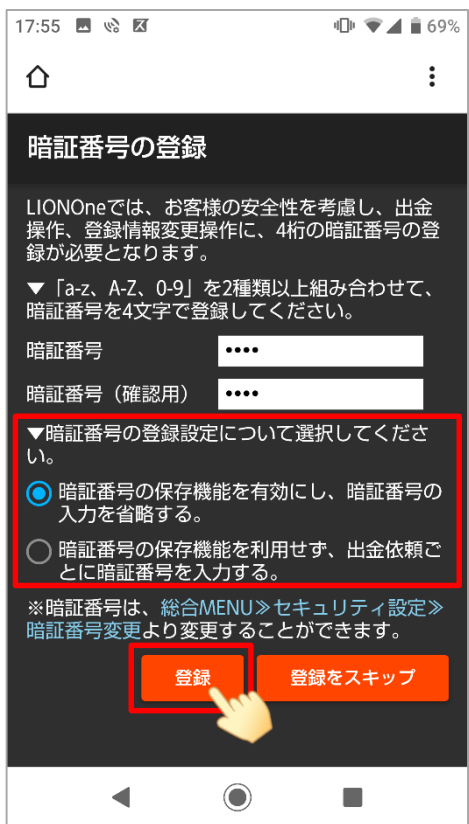 17:55
69%
暗証番号の登録
LIONOneでは、お客様の安全性を考慮し、出金
操作、登録情報変更操作に、4桁の暗証番号の登
録が必要となります。
▼「a-z、A-Z、0-9」を2種類以上組み合わせて、
暗証番号を4文字で登録してください。
暗証番号
••••
暗証番号（確認用）
••••
▼暗証番号の登録設定について選択してくださ
い。
暗証番号の保存機能を有効にし、暗証番号の
入力を省略する。
暗証番号の保存機能を利用せず、出金依頼ご
とに暗証番号を入力する。
※暗証番号は、総合MENU≫セキュリティ設定≫
暗証番号変更より変更することができます。
登録
登録をスキップ